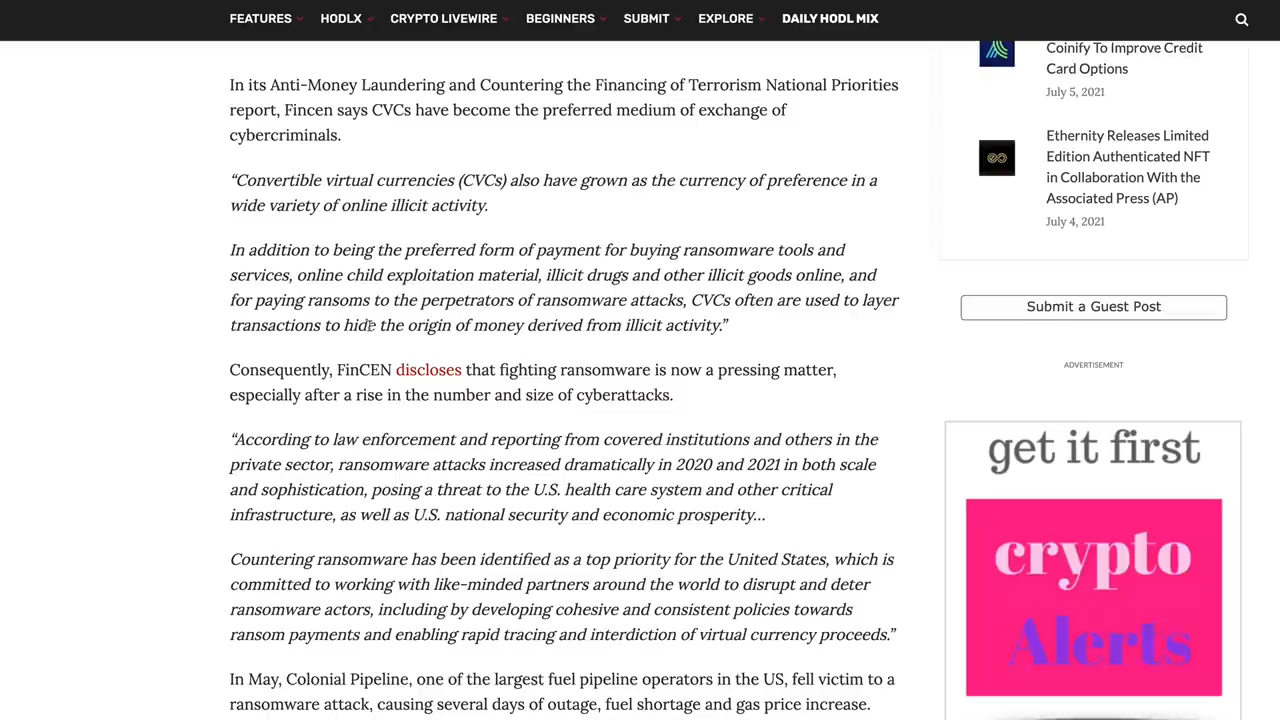 FEATURES HODLX CRYPTO LIVEWIRE BEGINNERS SUBMIT EXPLORE DAILY HODL MIX
In its Anti-Money Laundering and Countering the Financing of Terrorism National Priorities
report, Fincen says CVCs have become the preferred medium of exchange of
cybercriminals.
“Convertible virtual currencies (CVCs) also have grown as the currency of preference in a
wide variety of online illicit activity.
In addition to being the preferred form of payment for buying ransomware tools and
services, online child exploitation material, illicit drugs and other illicit goods online, and
for paying ransoms to the perpetrators of ransomware attacks, CVCs often are used to layer
transactions to hide the origin of money derived from illicit activity.”
Consequently, FinCEN discloses that fighting ransomware is now a pressing matter,
especially after a rise in the number and size of cyberattacks.
“According to law enforcement and reporting from covered institutions and others in the
private sector, ransomware attacks increased dramatically in 2020 and 2021 in both scale
and sophistication, posing a threat to the U.S. health care system and other critical
infrastructure, as well as U.S. national security and economic prosperity…
Countering ransomware has been identified as a top priority for the United States, which is
committed to working with like-minded partners around the world to disrupt and deter
ransomware actors, including by developing cohesive and consistent policies towards
ransom payments and enabling rapid tracing and interdiction of virtual currency proceeds.”
In May, Colonial Pipeline, one of the largest fuel pipeline operators in the US, fell victim to a
ransomware attack, causing several days of outage, fuel shortage and gas price increase.
Coinify To Improve Credit
Card Options
July 5, 2021
Ethernity Releases Limited
Edition Authenticated NFT
in Collaboration With the
Associated Press (AP)
July 4, 2021
Submit a Guest Post
ADVERTISEMENT
get it first
crypto
Alerts